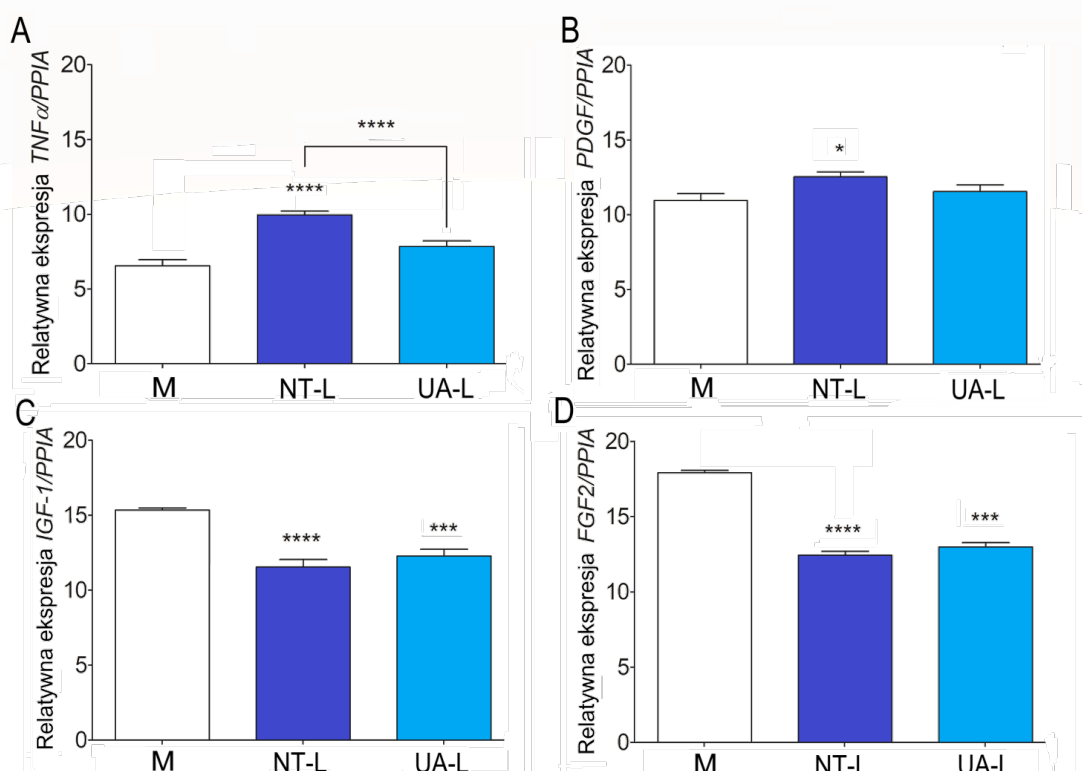 A
Relatywna ekspresja TNFα/PPIA
20
15
10
5
0
****
****
M NT-L UA-L
B
Relatywna ekspresja PDGF/PPIA
20
15
10
5
0
*
M NT-L UA-L
C
Relatywna ekspresja IGF-1/PPIA
20
15
10
5
0
****
***
M NT-L UA-L
D
Relatywna ekspresja FGF2/PPIA
20
15
10
5
0
****
***
M NT-L UA-L